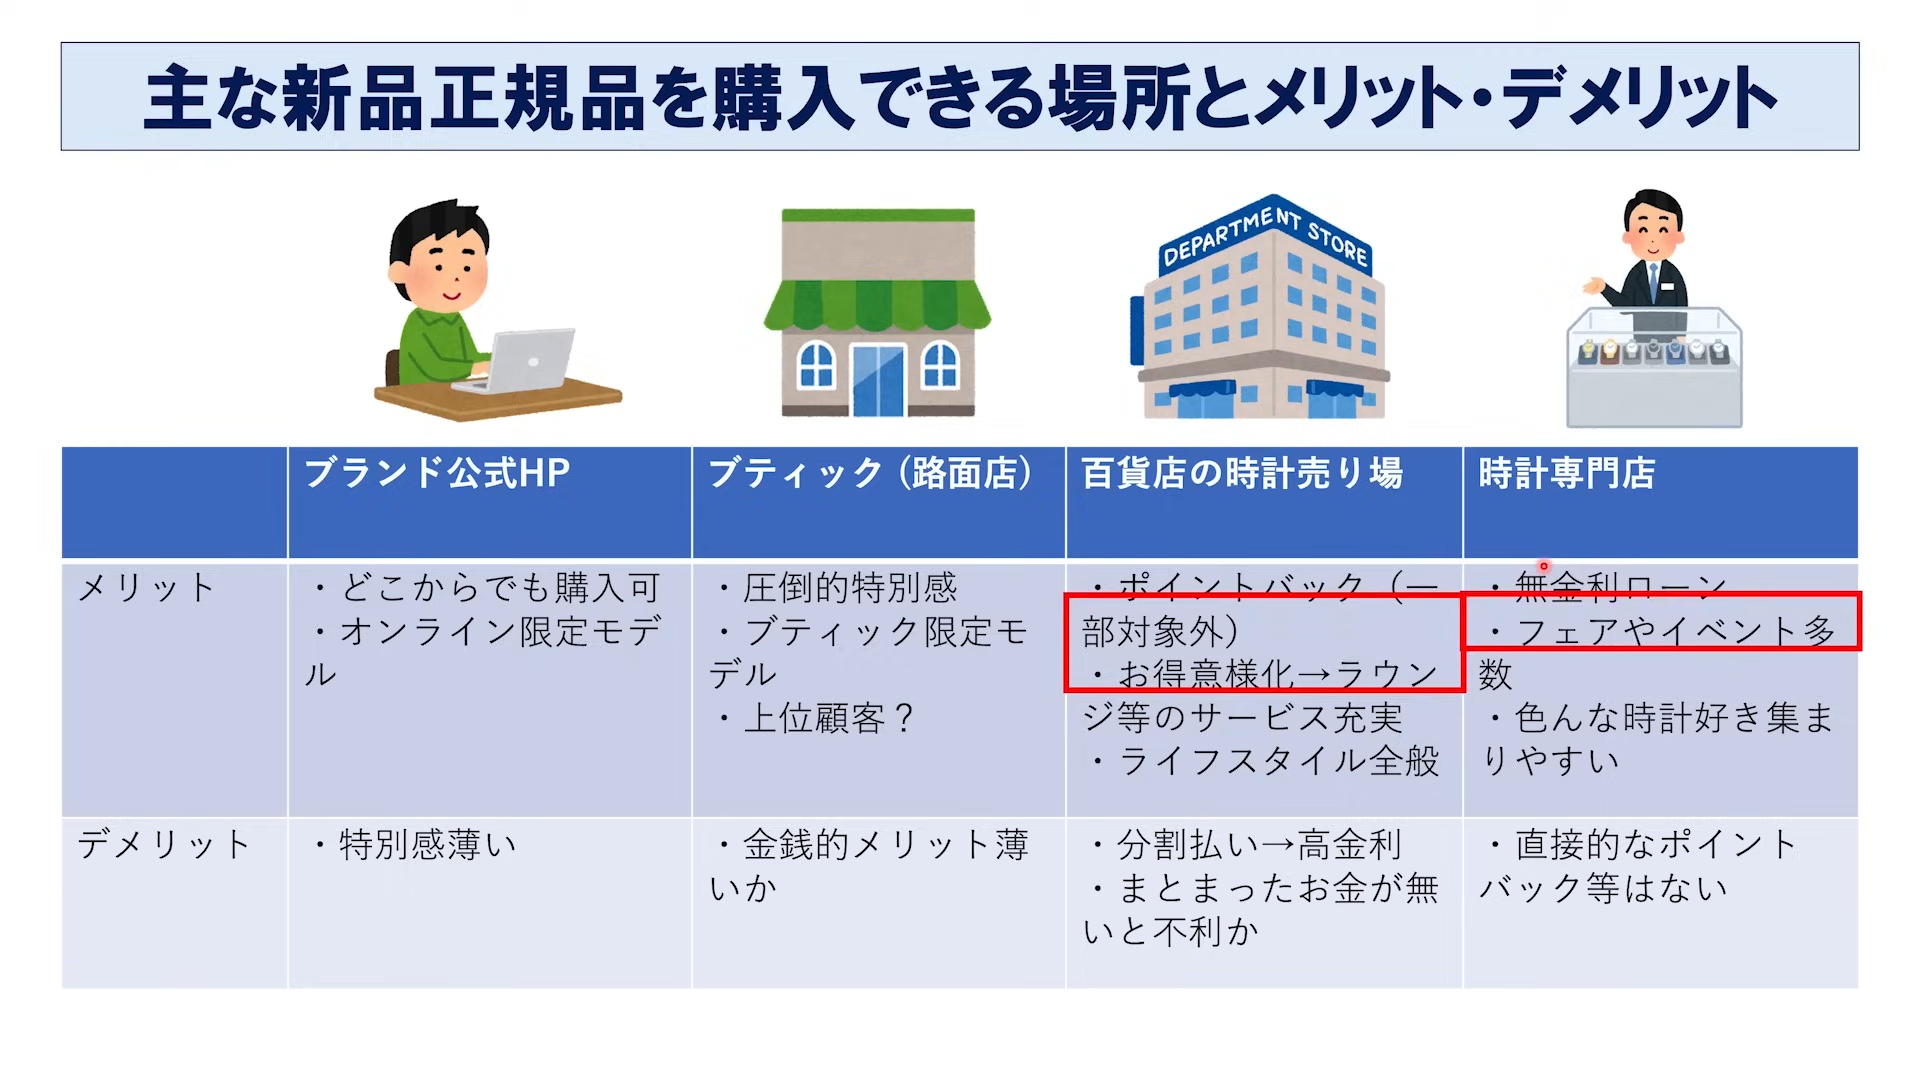 主な新品正規品を購入できる場所とメリット・デメリット
DEPARTMENT STORE
ブランド公式HP
ブティック(路面店)
百貨店の時計売り場
時計専門店
メリット
・どこからでも購入可
・オンライン限定モデ
ル
・圧倒的特別感
・ブティック限定モ
デル
・上位顧客？
・ポイントバック（一
部対象外）
・お得意様化→ラウン
ジ等のサービス充実
・ライフスタイル全般
・無金利ローン
・フェアやイベント多
数
・色んな時計好き集ま
りやすい
デメリット
・特別感薄い
・金銭的メリット薄
いか
・分割払い→高金利
・まとまったお金が無
いと不利か
・直接的なポイント
バック等はない